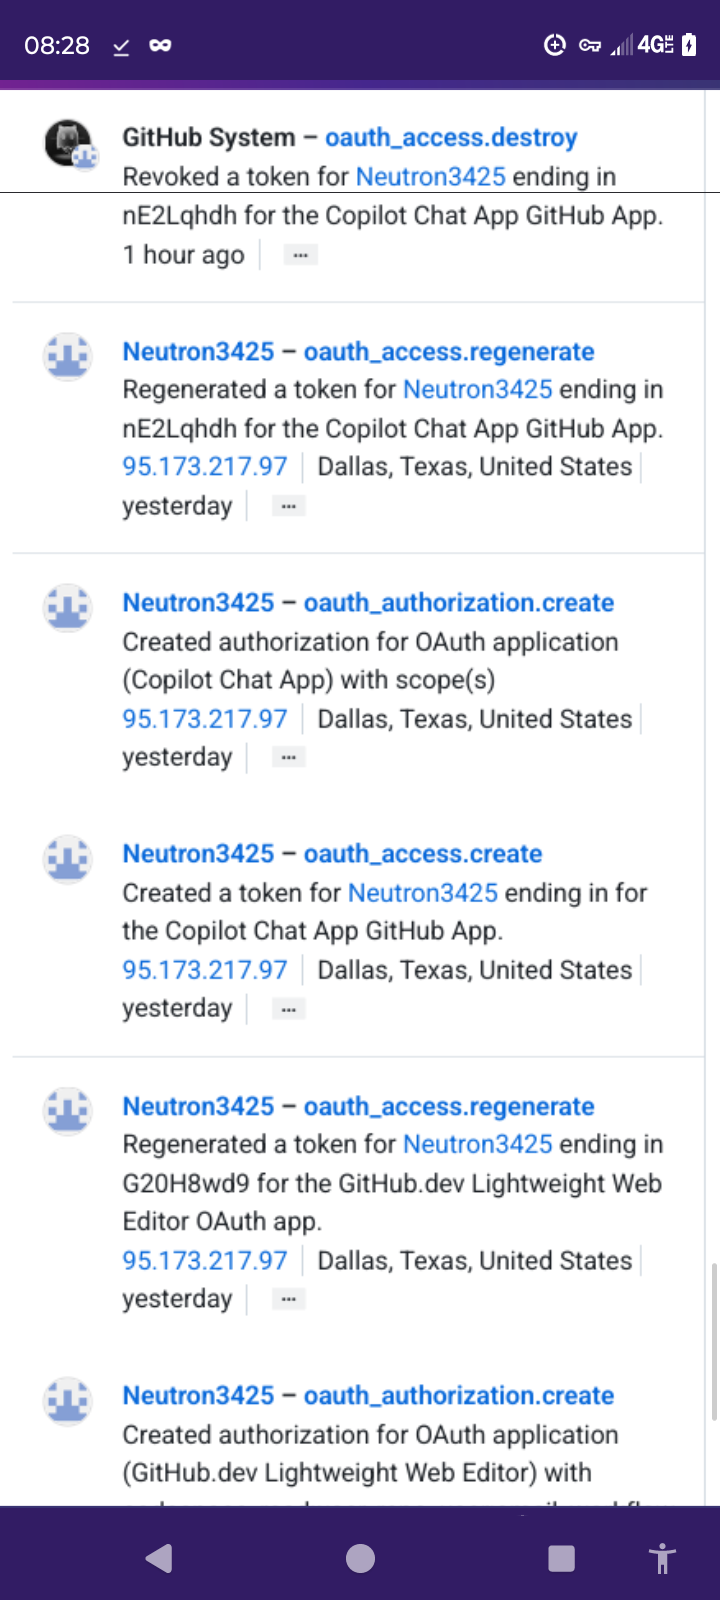 08:28
4G LTE
GitHub System – oauth_access.destroy
Revoked a token for Neutron3425 ending in
nE2Lqhdh for the Copilot Chat App GitHub App.
1 hour ago
Neutron3425 – oauth_access.regenerate
Regenerated a token for Neutron3425 ending in
nE2Lqhdh for the Copilot Chat App GitHub App.
95.173.217.97 Dallas, Texas, United States
yesterday
Neutron3425 – oauth_authorization.create
Created authorization for OAuth application
(Copilot Chat App) with scope(s)
95.173.217.97 Dallas, Texas, United States
yesterday
Neutron3425 – oauth_access.create
Created a token for Neutron3425 ending in for
the Copilot Chat App GitHub App.
95.173.217.97 Dallas, Texas, United States
yesterday
Neutron3425 – oauth_access.regenerate
Regenerated a token for Neutron3425 ending in
G20H8wd9 for the GitHub.dev Lightweight Web
Editor OAuth app.
95.173.217.97 Dallas, Texas, United States
yesterday
Neutron3425 – oauth_authorization.create
Created authorization for OAuth application
(GitHub.dev Lightweight Web Editor) with